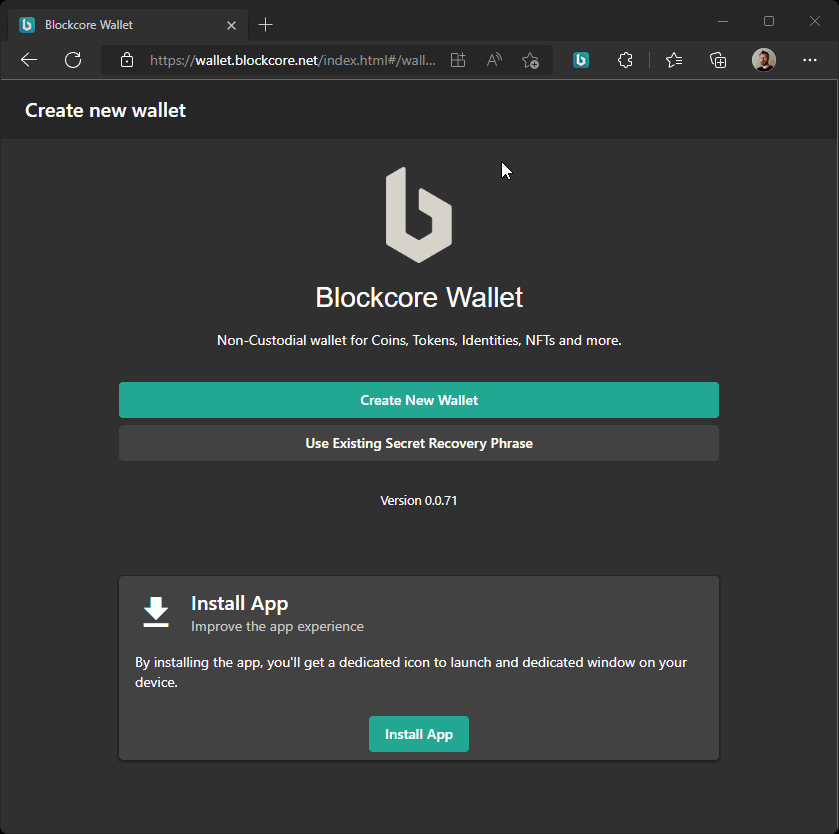 Blockcore Wallet
https://wallet.blockcore.net/index.html#/wall...
Create new wallet
Blockcore Wallet
Non-Custodial wallet for Coins, Tokens, Identities, NFTs and more.
Create New Wallet
Use Existing Secret Recovery Phrase
Version 0.0.71
Install App
Improve the app experience
By installing the app, you'll get a dedicated icon to launch and dedicated window on your
device.
Install App